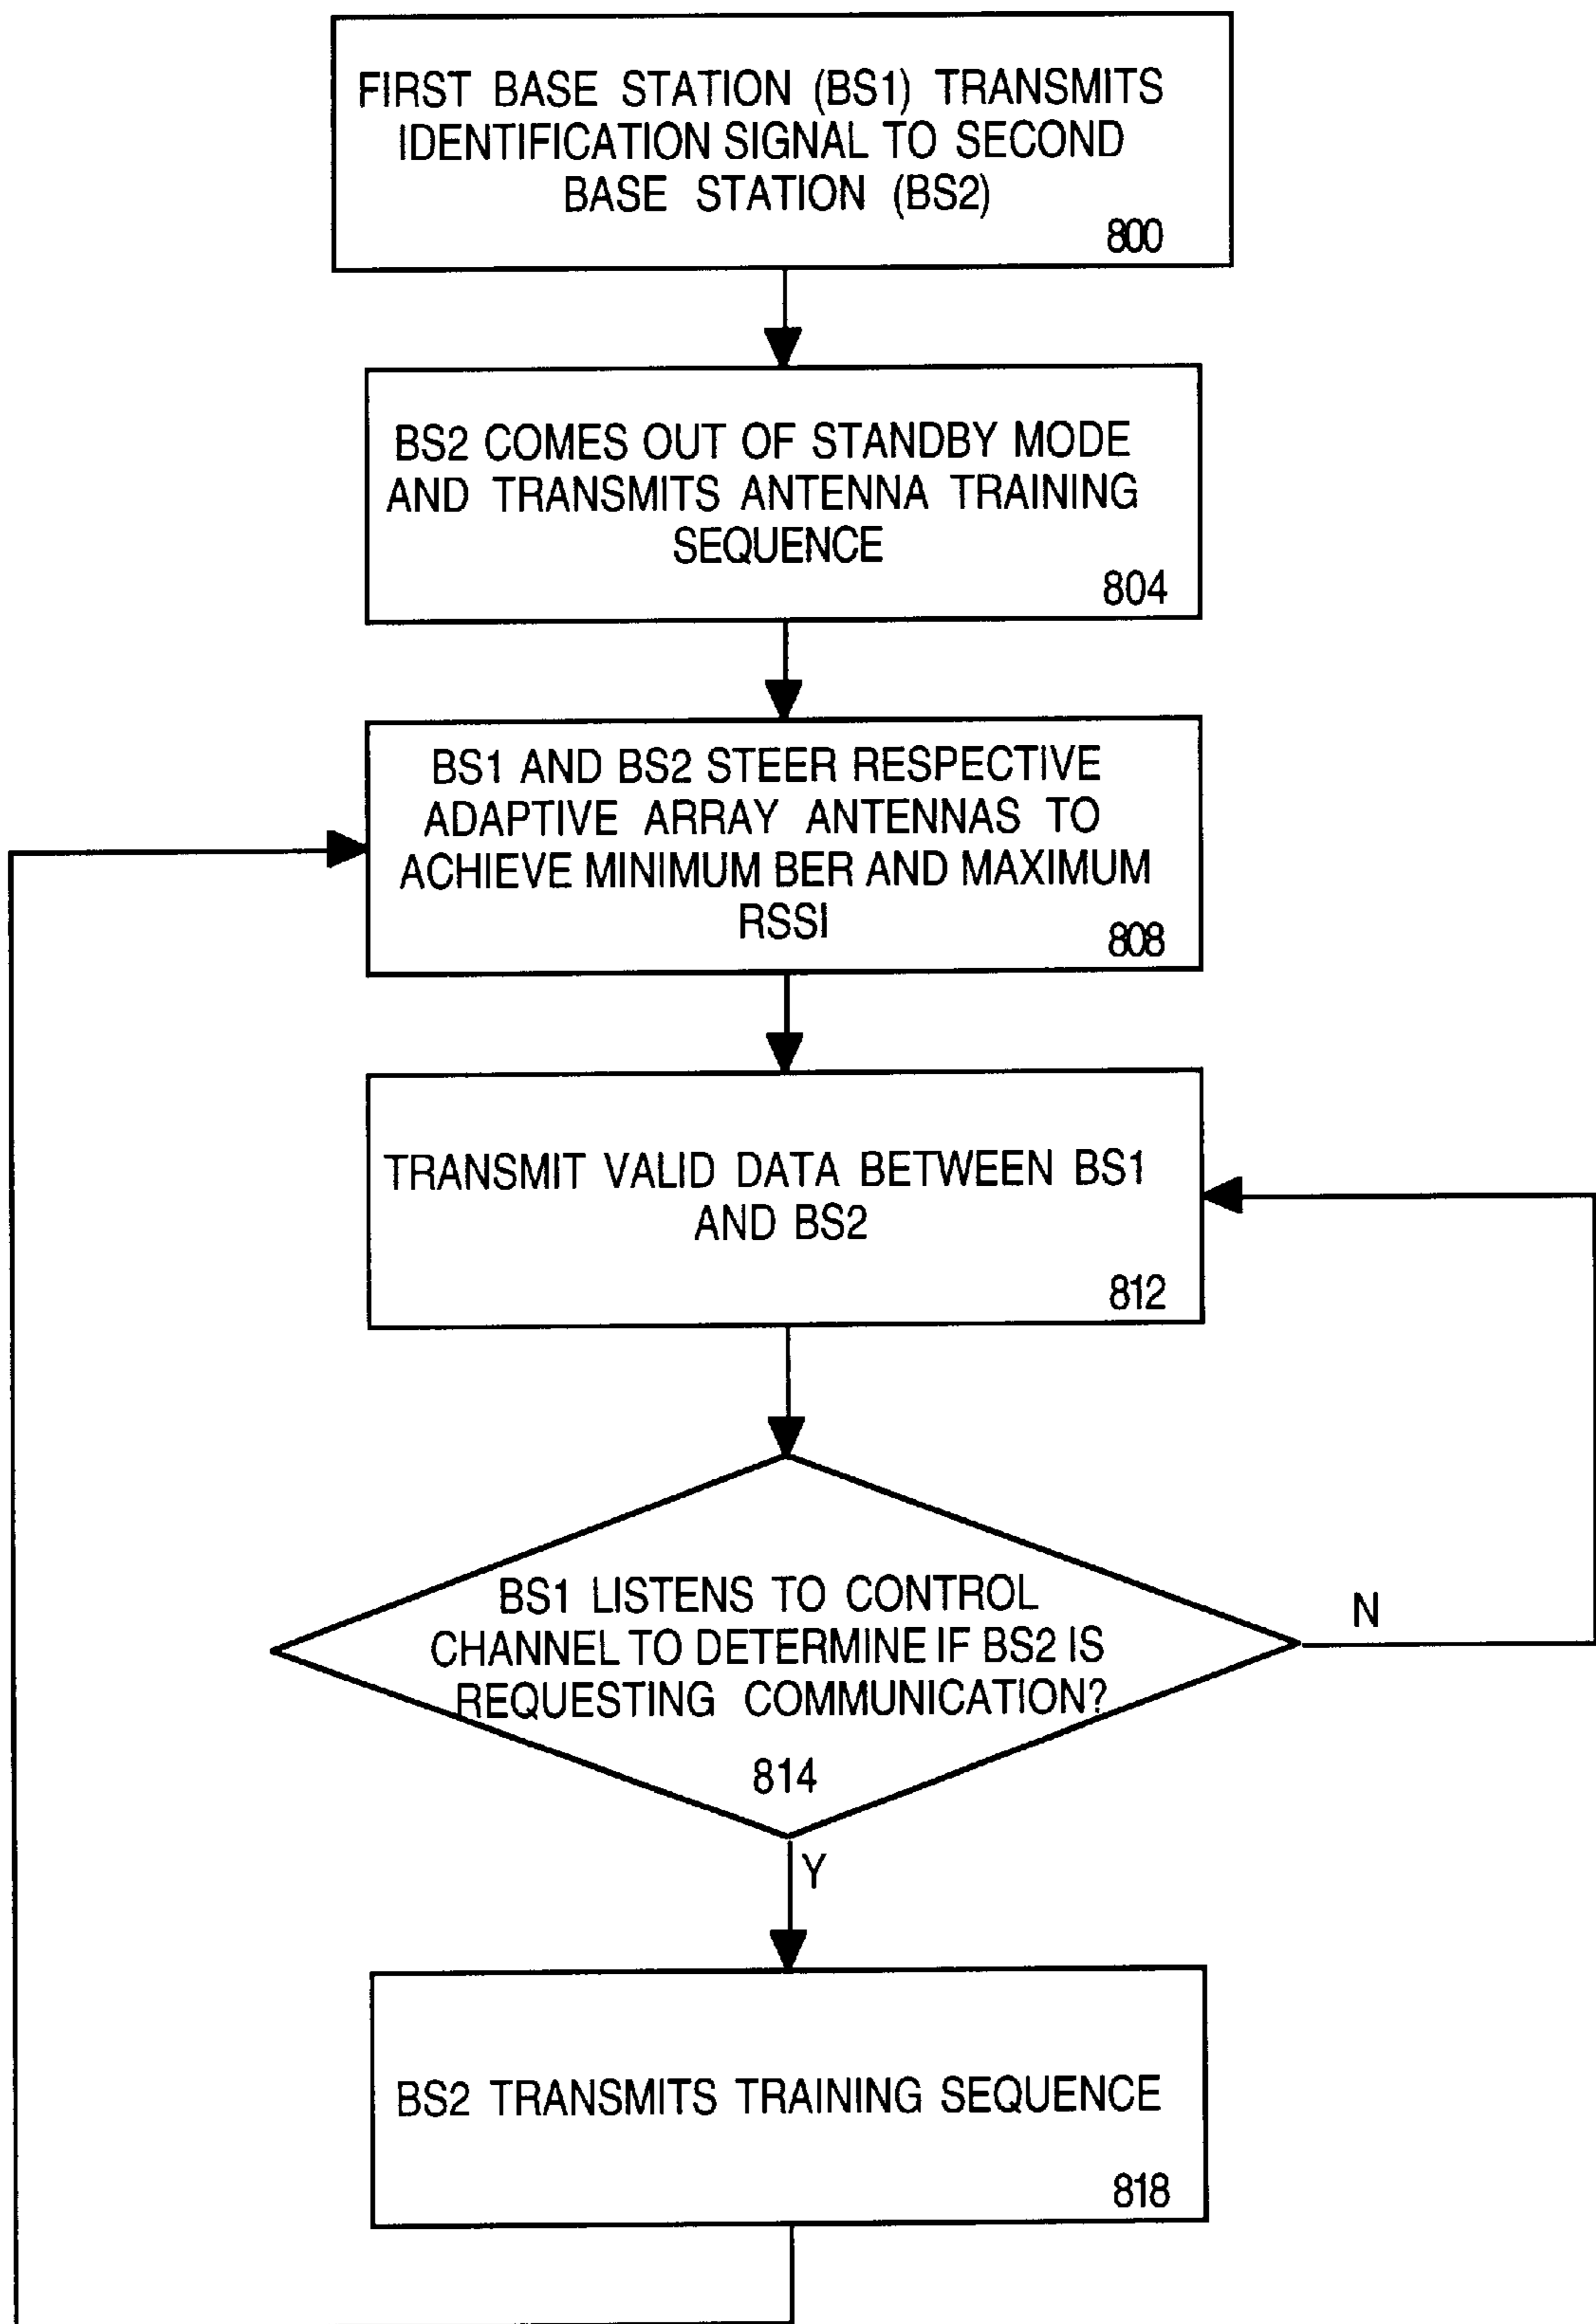 FIRST BASE STATION (BS1) TRANSMITS
IDENTIFICATION SIGNAL TO SECOND
BASE STATION (BS2)
800
BS2 COMES OUT OF STANDBY MODE
AND TRANSMITS ANTENNA TRAINING
SEQUENCE
804
BS1 AND BS2 STEER RESPECTIVE
ADAPTIVE ARRAY ANTENNAS TO
ACHIEVE MINIMUM BER AND MAXIMUM
RSSI
808
TRANSMIT VALID DATA BETWEEN BS1
AND BS2
812
BS1 LISTENS TO CONTROL
CHANNEL TO DETERMINE IF BS2 IS
REQUESTING COMMUNICATION?
814
N
Y
BS2 TRANSMITS TRAINING SEQUENCE
818